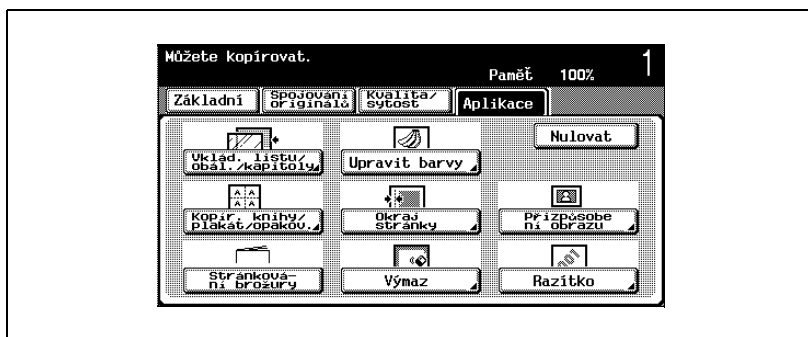 Můžete kopírovat.
Paměť 100%
1
Základní
Spojování
originálů
Kvalita/
sytost
Aplikace
Nulovat
Vklád. listu/
obál./kapitoly
Upravit barvy
A A
A A
Kopír. knihy/
plakát/opakov.
Okraj
stránky
Přizpůsobe
ní obrazu
Stránková-
ní brožury
Výmaz
Razítko